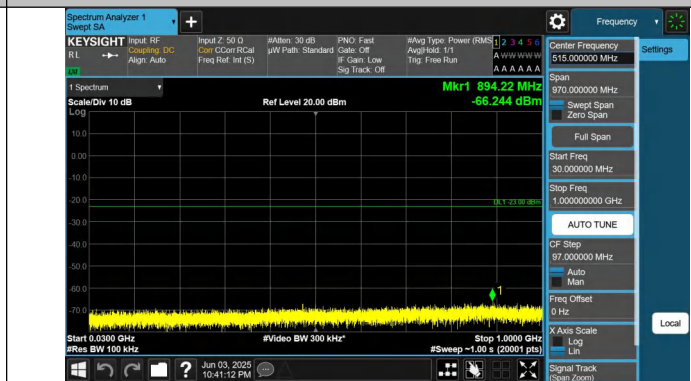 Spectrum Analyzer 1
Swept SA
Frequency
KEYSIGHT
RL
LW
Input: RF
Coupling: DC
Align: Auto
Input Z: 50 Ω
Corr CCorr RCal
Freq Ref: Int (S)
#Atten: 30 dB
µW Path: Standard
PNO: Fast
Gate: Off
IF Gain: Low
Sig Track: Off
#Avg Type: Power (RMS
Avg|Hold: 1/1
Trig: Free Run
1 2 3 4 5 6
A W W W W W
A A A A A A
1 Spectrum
Scale/Div 10 dB
Log
Ref Level 20.00 dBm
Mkr1 894.22 MHz
-66.244 dBm
10.0
0.00
-10.0
-20.0
-30.0
-40.0
-50.0
-60.0
-70.0
DL1 -23.00 dBm
1
Start 0.0300 GHz
#Res BW 100 kHz
#Video BW 300 kHz*
Stop 1.0000 GHz
#Sweep ~1.00 s (20001 pts)
Jun 03, 2025
10:41:12 PM
Center Frequency
515.000000 MHz
Settings
Span
970.000000 MHz
Swept Span
Zero Span
Full Span
Start Freq
30.000000 MHz
Stop Freq
1.000000000 GHz
AUTO TUNE
CF Step
97.000000 MHz
Auto
Man
Freq Offset
0 Hz
X Axis Scale
Log
Lin
Local
Signal Track
(Span Zoom)